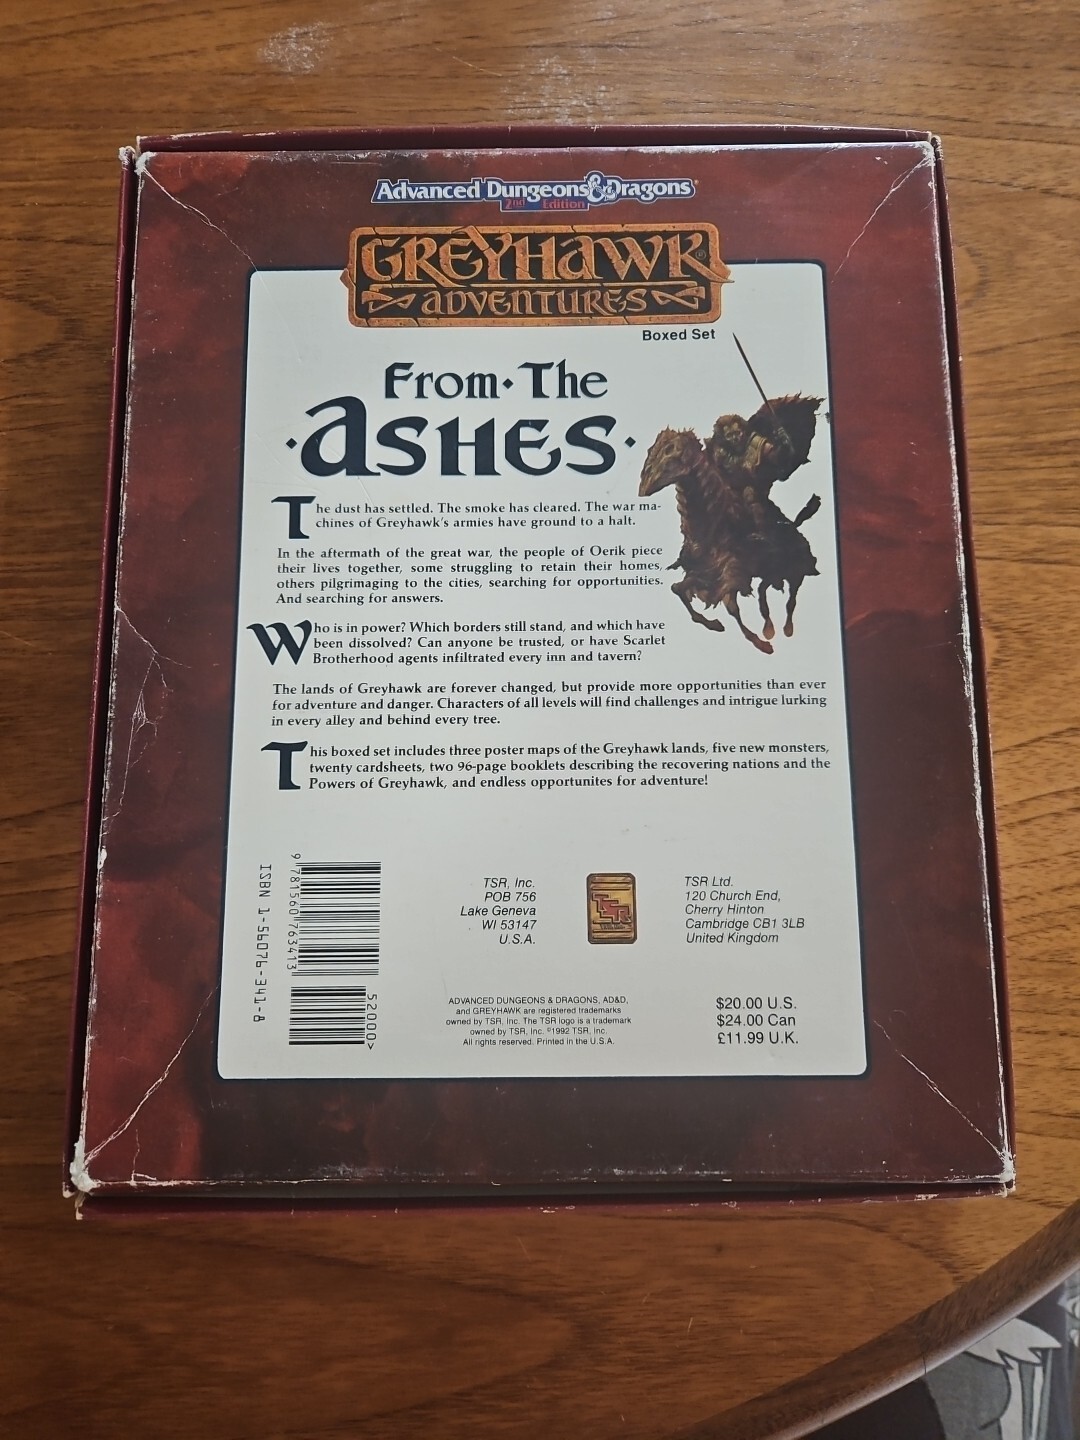 Advanced Dungeons & Dragons®
2nd Edition
GREYHAWK®
ADVENTURES
Boxed Set
From·The
·ASHES·
The dust has settled. The smoke has cleared. The war ma-
chines of Greyhawk's armies have ground to a halt.
In the aftermath of the great war, the people of Oerik piece
their lives together, some struggling to retain their homes,
others pilgrimaging to the cities, searching for opportunities.
And searching for answers.
Who is in power? Which borders still stand, and which have
been dissolved? Can anyone be trusted, or have Scarlet
Brotherhood agents infiltrated every inn and tavern?
The lands of Greyhawk are forever changed, but provide more opportunities than ever
for adventure and danger. Characters of all levels will find challenges and intrigue lurking
in every alley and behind every tree.
This boxed set includes three poster maps of the Greyhawk lands, five new monsters,
twenty cardsheets, two 96-page booklets describing the recovering nations and the
Powers of Greyhawk, and endless opportunites for adventure!
ISBN 1-56076-341-8
9 781560 763413
52000>
TSR, Inc.
POB 756
Lake Geneva
WI 53147
U.S.A.
TSR
TSR Ltd.
120 Church End,
Cherry Hinton
Cambridge CB1 3LB
United Kingdom
ADVANCED DUNGEONS & DRAGONS, AD&D,
and GREYHAWK are registered trademarks
owned by TSR, Inc. The TSR logo is a trademark
owned by TSR, Inc. ©1992 TSR, Inc.
All rights reserved. Printed in the U.S.A.
$20.00 U.S.
$24.00 Can
£11.99 U.K.